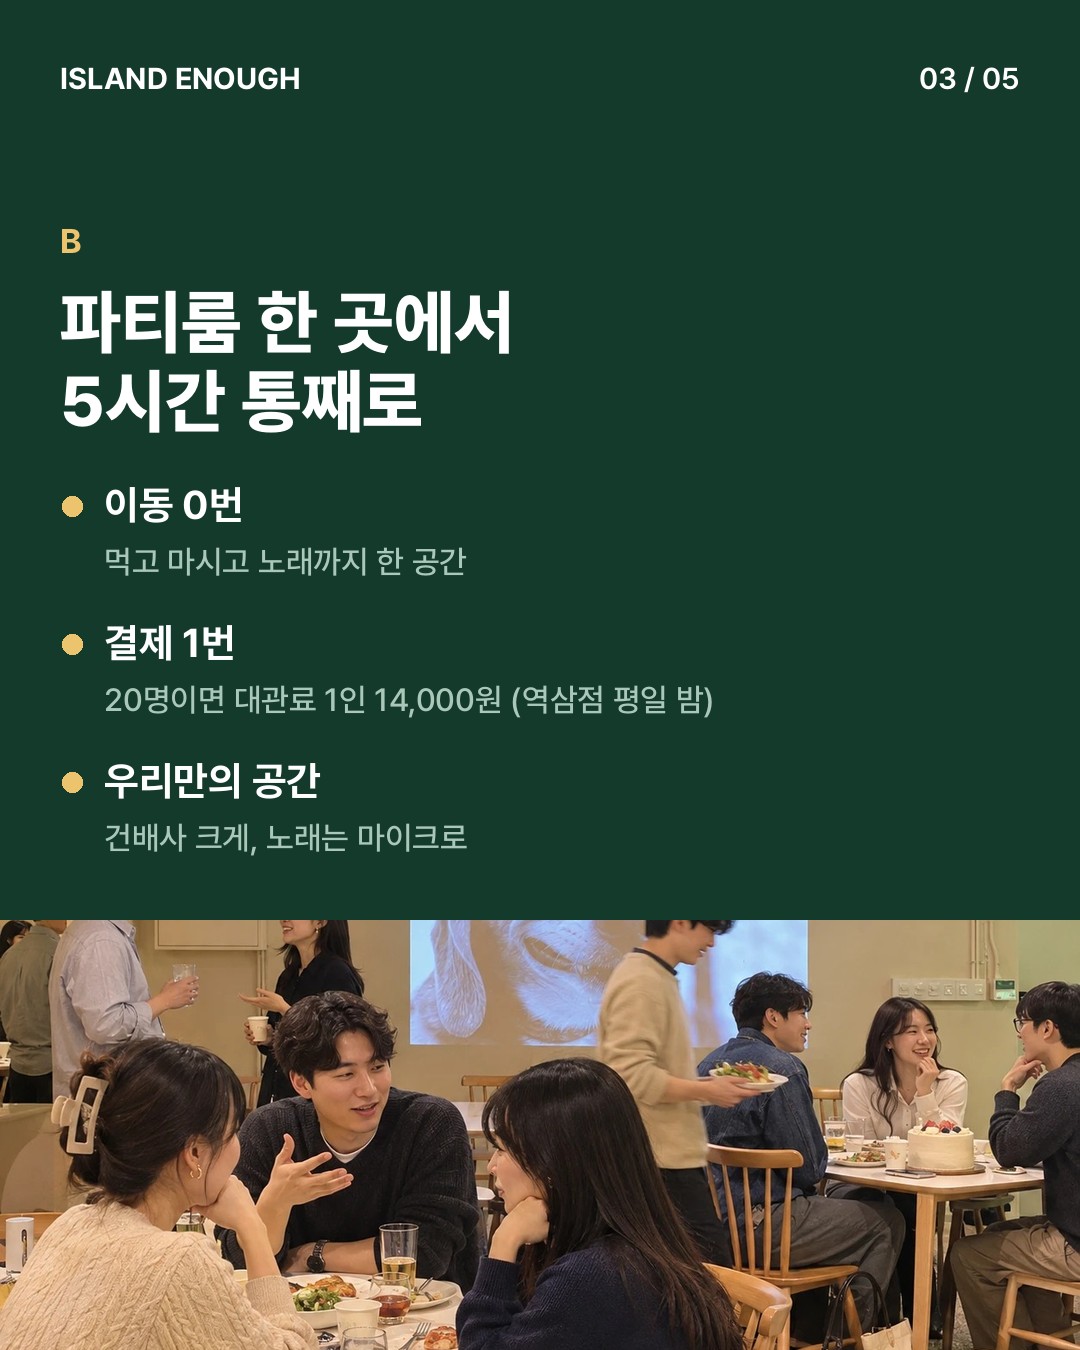 ISLAND ENOUGH
03 / 05
B
파티룸 한 곳에서
5시간 통째로
이동 0번
먹고 마시고 노래까지 한 공간
결제 1번
20명이면 대관료 1인 14,000원 (역삼점 평일 밤)
우리만의 공간
건배사 크게, 노래는 마이크로